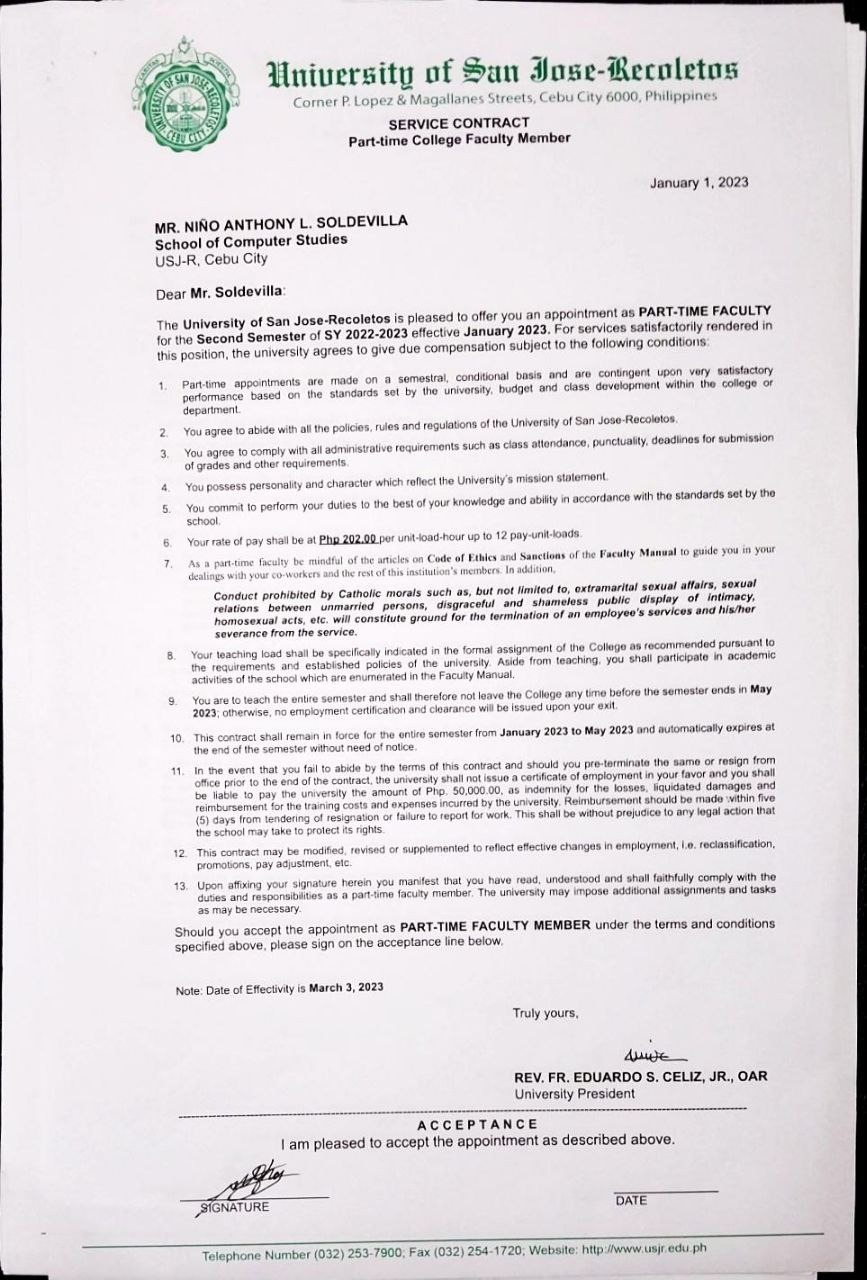 CARITAS SCIENTIA
UNIVERSITY OF SAN JOSE-RECOLETOS
CEBU CITY
University of San Jose-Recoletos
Corner P. Lopez & Magallanes Streets, Cebu City 6000, Philippines
SERVICE CONTRACT
Part-time College Faculty Member
January 1, 2023
MR. NIÑO ANTHONY L. SOLDEVILLA
School of Computer Studies
USJ-R, Cebu City
Dear Mr. Soldevilla:
The University of San Jose-Recoletos is pleased to offer you an appointment as PART-TIME FACULTY
for the Second Semester of SY 2022-2023 effective January 2023. For services satisfactorily rendered in
this position, the university agrees to give due compensation subject to the following conditions:
1. Part-time appointments are made on a semestral, conditional basis and are contingent upon very satisfactory
performance based on the standards set by the university, budget and class development within the college or
department.
2. You agree to abide with all the policies, rules and regulations of the University of San Jose-Recoletos.
3. You agree to comply with all administrative requirements such as class attendance, punctuality, deadlines for submission
of grades and other requirements.
4. You possess personality and character which reflect the University's mission statement.
5. You commit to perform your duties to the best of your knowledge and ability in accordance with the standards set by the
school.
6. Your rate of pay shall be at Php 202.00 per unit-load-hour up to 12 pay-unit-loads.
7. As a part-time faculty be mindful of the articles on Code of Ethics and Sanctions of the Faculty Manual to guide you in your
dealings with your co-workers and the rest of this institution's members. In addition,
Conduct prohibited by Catholic morals such as, but not limited to, extramarital sexual affairs, sexual
relations between unmarried persons, disgraceful and shameless public display of intimacy,
homosexual acts, etc. will constitute ground for the termination of an employee's services and his/her
severance from the service.
8. Your teaching load shall be specifically indicated in the formal assignment of the College as recommended pursuant to
the requirements and established policies of the university. Aside from teaching, you shall participate in academic
activities of the school which are enumerated in the Faculty Manual.
9. You are to teach the entire semester and shall therefore not leave the College any time before the semester ends in May
2023; otherwise, no employment certification and clearance will be issued upon your exit.
10. This contract shall remain in force for the entire semester from January 2023 to May 2023 and automatically expires at
the end of the semester without need of notice.
11. In the event that you fail to abide by the terms of this contract and should you pre-terminate the same or resign from
office prior to the end of the contract, the university shall not issue a certificate of employment in your favor and you shall
be liable to pay the university the amount of Php. 50,000.00, as indemnity for the losses, liquidated damages and
reimbursement for the training costs and expenses incurred by the university. Reimbursement should be made within five
(5) days from tendering of resignation or failure to report for work. This shall be without prejudice to any legal action that
the school may take to protect its rights.
12. This contract may be modified, revised or supplemented to reflect effective changes in employment, i.e. reclassification,
promotions, pay adjustment, etc.
13. Upon affixing your signature herein you manifest that you have read, understood and shall faithfully comply with the
duties and responsibilities as a part-time faculty member. The university may impose additional assignments and tasks
as may be necessary.
Should you accept the appointment as PART-TIME FACULTY MEMBER under the terms and conditions
specified above, please sign on the acceptance line below.
Note: Date of Effectivity is March 3, 2023
Truly yours,
REV. FR. EDUARDO S. CELIZ, JR., OAR
University President
ACCEPTANCE
I am pleased to accept the appointment as described above.
SIGNATURE
DATE
Telephone Number (032) 253-7900; Fax (032) 254-1720; Website: http://www.usjr.edu.ph